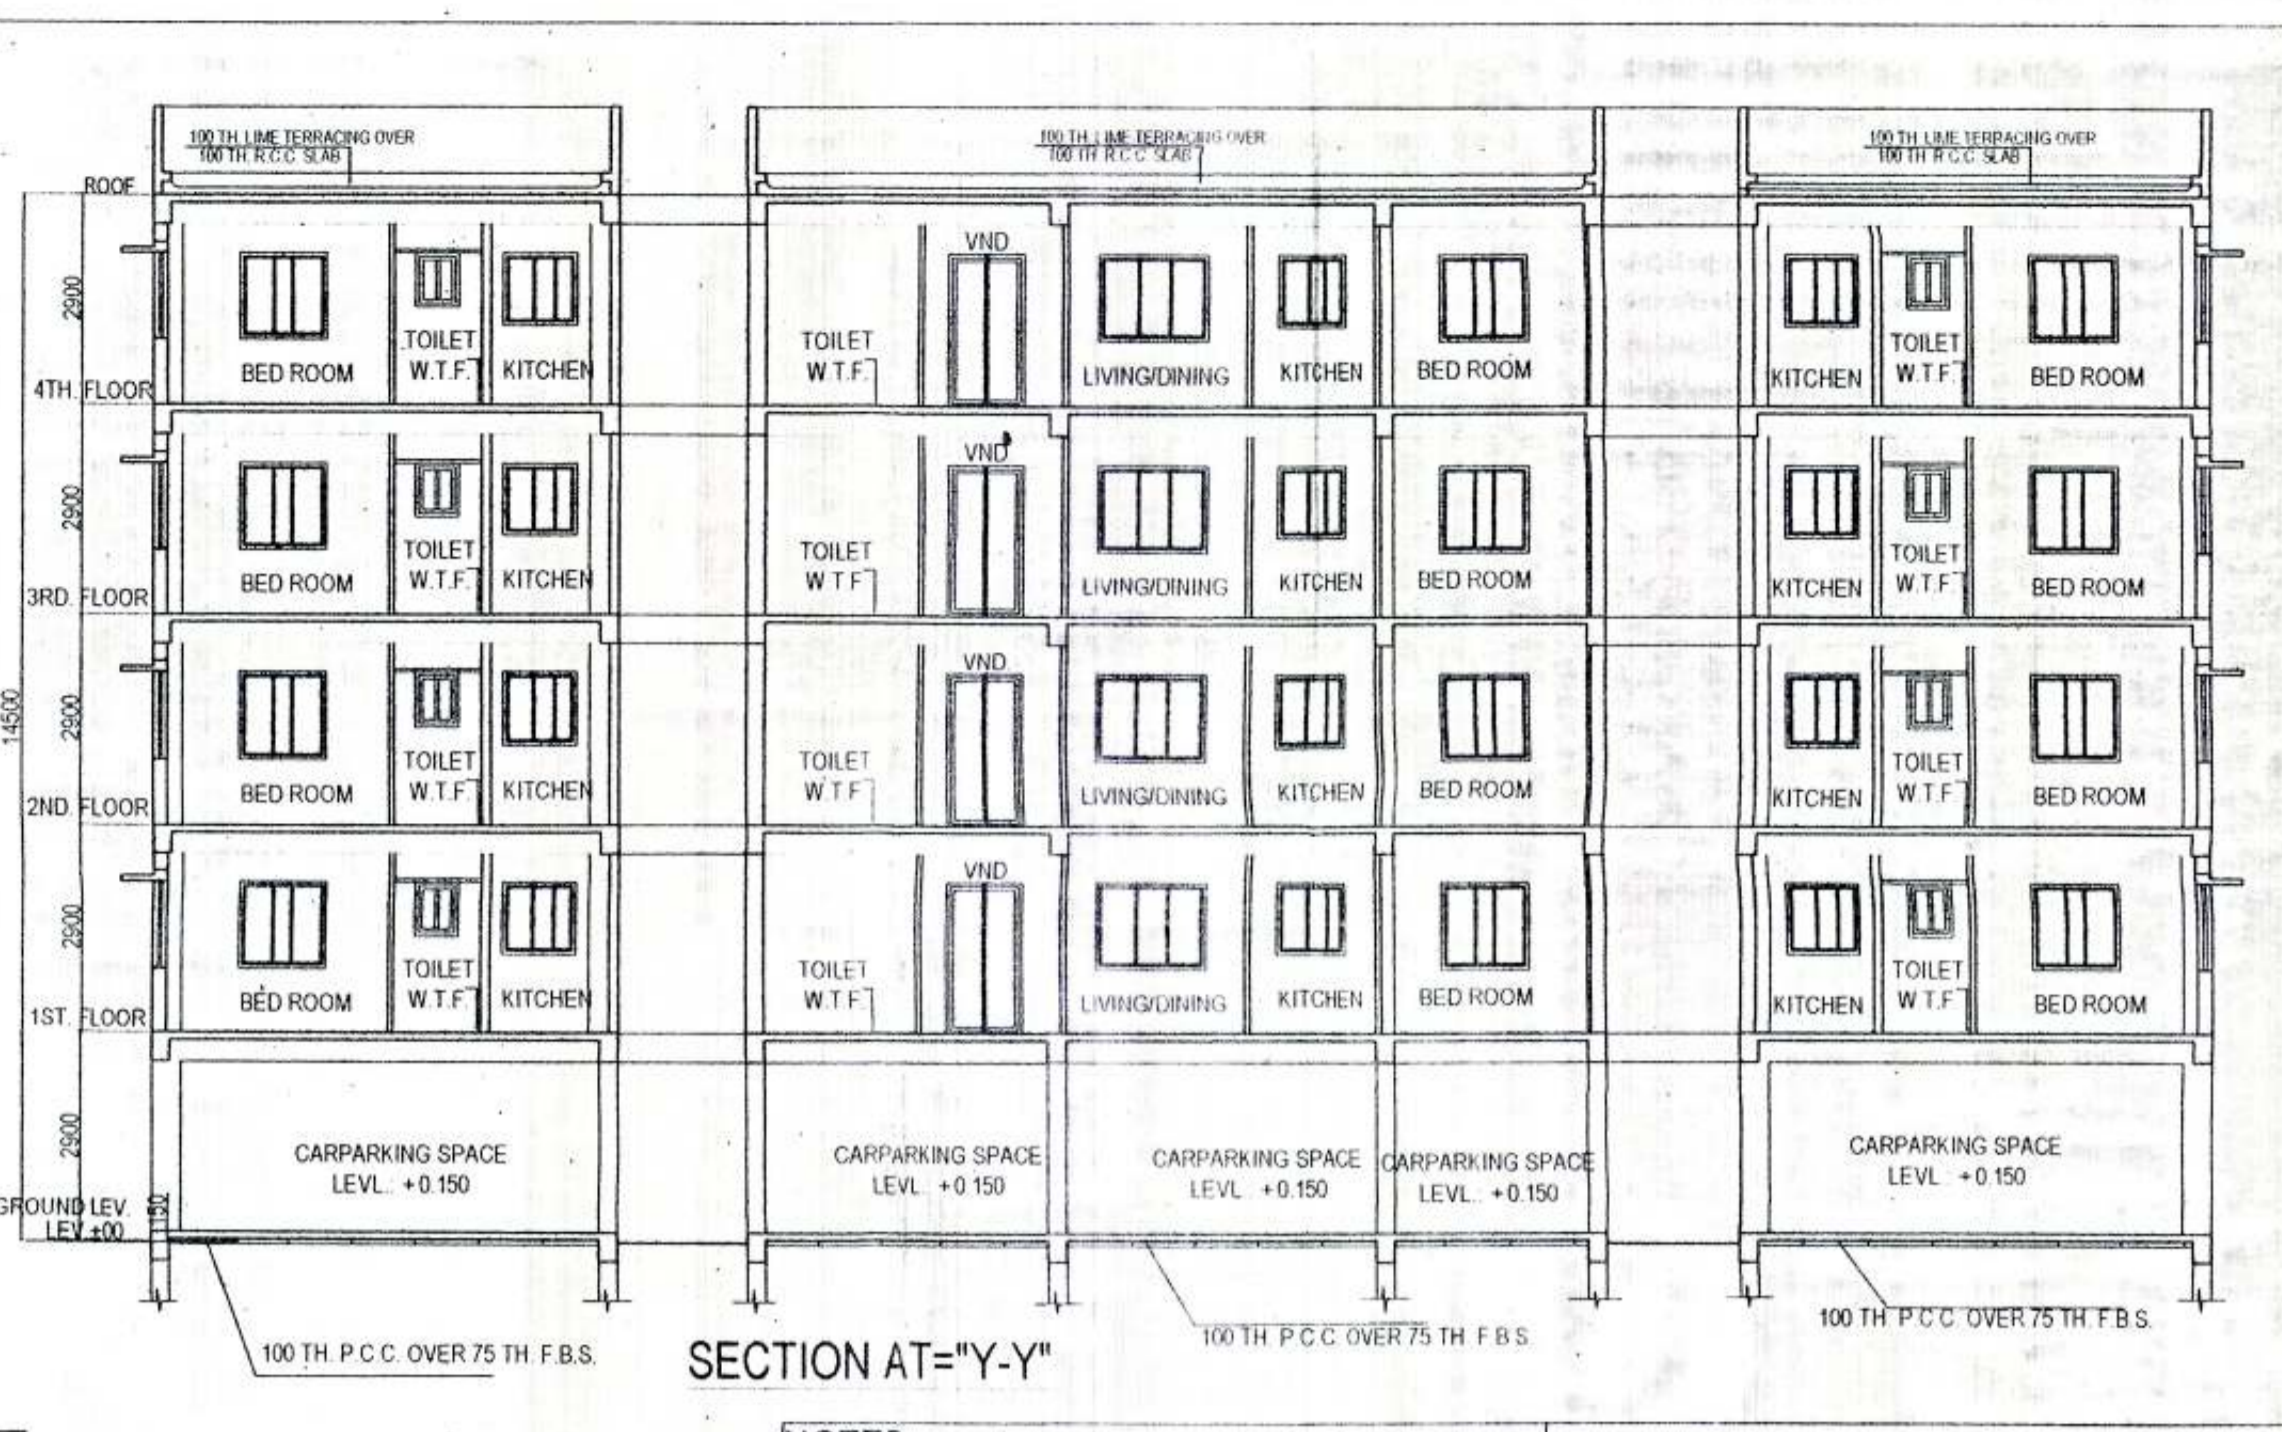 100 TH. LIME TERRACING OVER
100 TH. R.C.C. SLAB
100 TH. LIME TERRACING OVER
100 TH. R.C.C. SLAB
100 TH. LIME TERRACING OVER
100 TH R.C.C SLAB
ROOF
2900
VND
BED ROOM
TOILET
W.T.F.
KITCHEN
TOILET
W.T.F.
LIVING/DINING
KITCHEN
BED ROOM
KITCHEN
TOILET
W.T.F.
BED ROOM
4TH. FLOOR
2900
VND
BED ROOM
TOILET
W.T.F.
KITCHEN
TOILET
W.T.F
LIVING/DINING
KITCHEN
BED ROOM
KITCHEN
TOILET
W.T.F.
BED ROOM
3RD. FLOOR
14500
2900
VND
BED ROOM
TOILET
W.T.F.
KITCHEN
TOILET
W.T.F
LIVING/DINING
KITCHEN
BED ROOM
KITCHEN
TOILET
W.T.F.
BED ROOM
2ND. FLOOR
2900
VND
BED ROOM
TOILET
W.T.F.
KITCHEN
TOILET
W.T.F.
LIVING/DINING
KITCHEN
BED ROOM
KITCHEN
TOILET
W.T.F.
BED ROOM
1ST. FLOOR
2900
CARPARKING SPACE
LEVL.: +0.150
CARPARKING SPACE
LEVL.: +0.150
CARPARKING SPACE
LEVL.: +0.150
CARPARKING SPACE
LEVL.: +0.150
CARPARKING SPACE
LEVL.: +0.150
150
GROUND LEV.
LEV.±00
100 TH. P.C.C. OVER 75 TH. F.B.S.
100 TH. P.C.C. OVER 75 TH. F.B.S.
100 TH. P.C.C. OVER 75 TH. F.B.S.
SECTION AT="Y-Y"